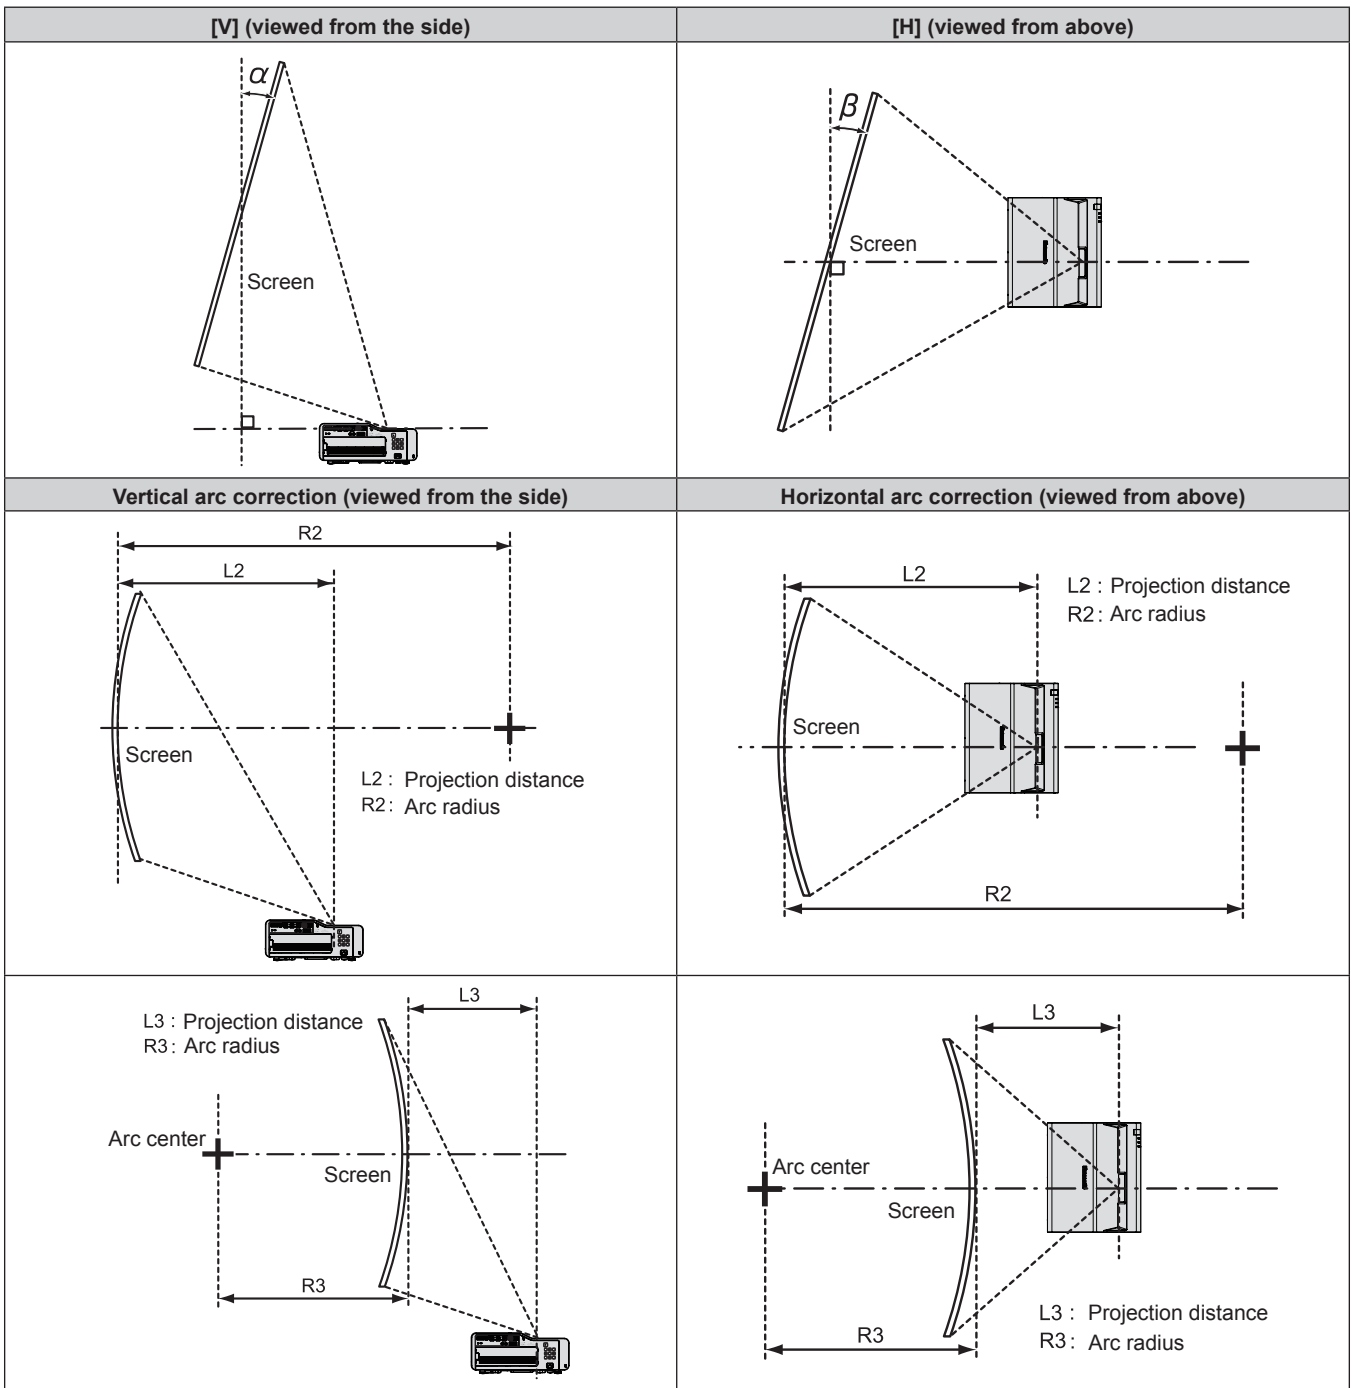 [V] (viewed from the side)
[H] (viewed from above)
α
Screen
β
Screen
Vertical arc correction (viewed from the side)
Horizontal arc correction (viewed from above)
R2
L2
Screen
L2 : Projection distance
R2 : Arc radius
L2
L2 : Projection distance
R2 : Arc radius
Screen
R2
L3
L3 : Projection distance
R3 : Arc radius
Arc center
Screen
R3
L3
Arc center
Screen
L3 : Projection distance
R3 : Arc radius
R3